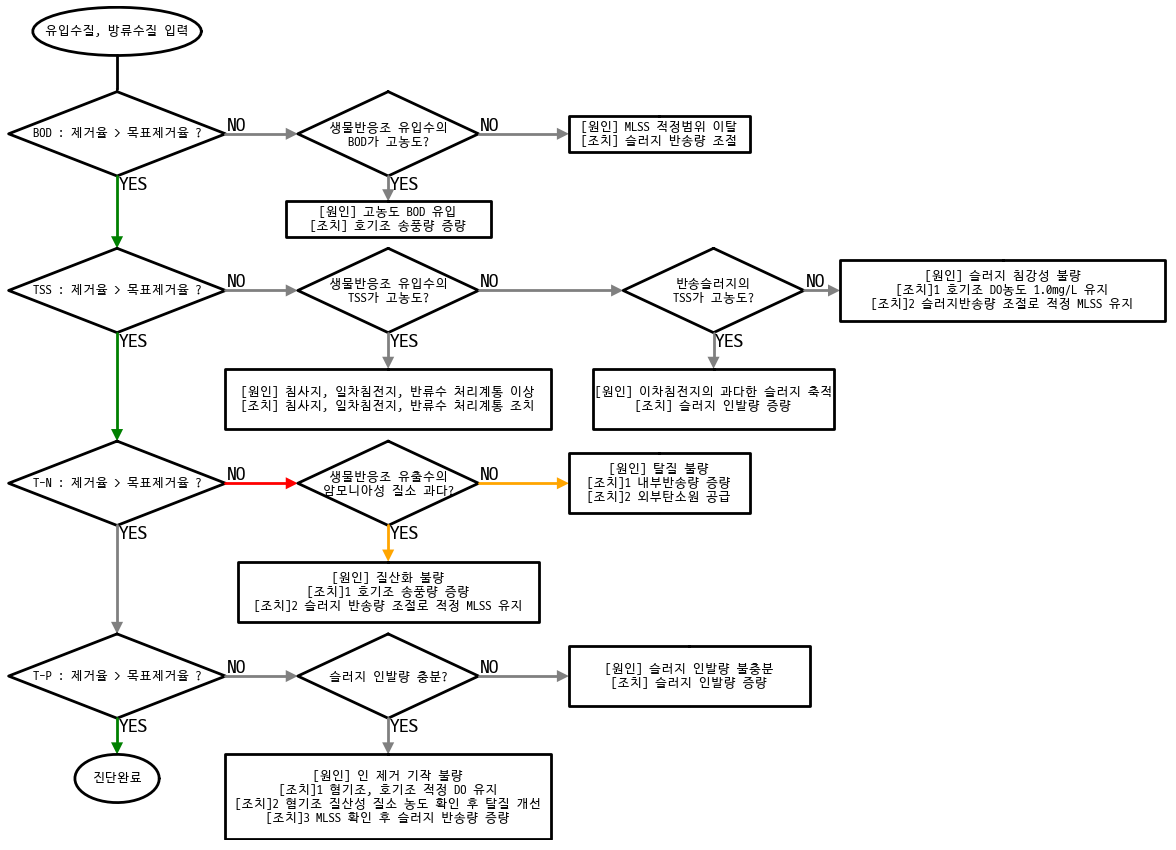 유입수질, 방류수질 입력
BOD : 제거율 > 목표제거율 ?
NO
YES
생물반응조 유입수의
BOD가 고농도?
NO
YES
[원인] MLSS 적정범위 이탈
[조치] 슬러지 반송량 조절
[원인] 고농도 BOD 유입
[조치] 호기조 송풍량 증량
TSS : 제거율 > 목표제거율 ?
NO
YES
생물반응조 유입수의
TSS가 고농도?
NO
YES
반송슬러지의
TSS가 고농도?
NO
YES
[원인] 슬러지 침강성 불량
[조치]1 호기조 DO농도 1.0mg/L 유지
[조치]2 슬러지반송량 조절로 적정 MLSS 유지
[원인] 침사지, 일차침전지, 반류수 처리계통 이상
[조치] 침사지, 일차침전지, 반류수 처리계통 조치
[원인] 이차침전지의 과다한 슬러지 축적
[조치] 슬러지 인발량 증량
T-N : 제거율 > 목표제거율 ?
NO
YES
생물반응조 유출수의
암모니아성 질소 과다?
NO
YES
[원인] 탈질 불량
[조치]1 내부반송량 증량
[조치]2 외부탄소원 공급
[원인] 질산화 불량
[조치]1 호기조 송풍량 증량
[조치]2 슬러지 반송량 조절로 적정 MLSS 유지
T-P : 제거율 > 목표제거율 ?
NO
YES
슬러지 인발량 충분?
NO
YES
[원인] 슬러지 인발량 불충분
[조치] 슬러지 인발량 증량
진단완료
[원인] 인 제거 기작 불량
[조치]1 혐기조, 호기조 적정 DO 유지
[조치]2 혐기조 질산성 질소 농도 확인 후 탈질 개선
[조치]3 MLSS 확인 후 슬러지 반송량 증량